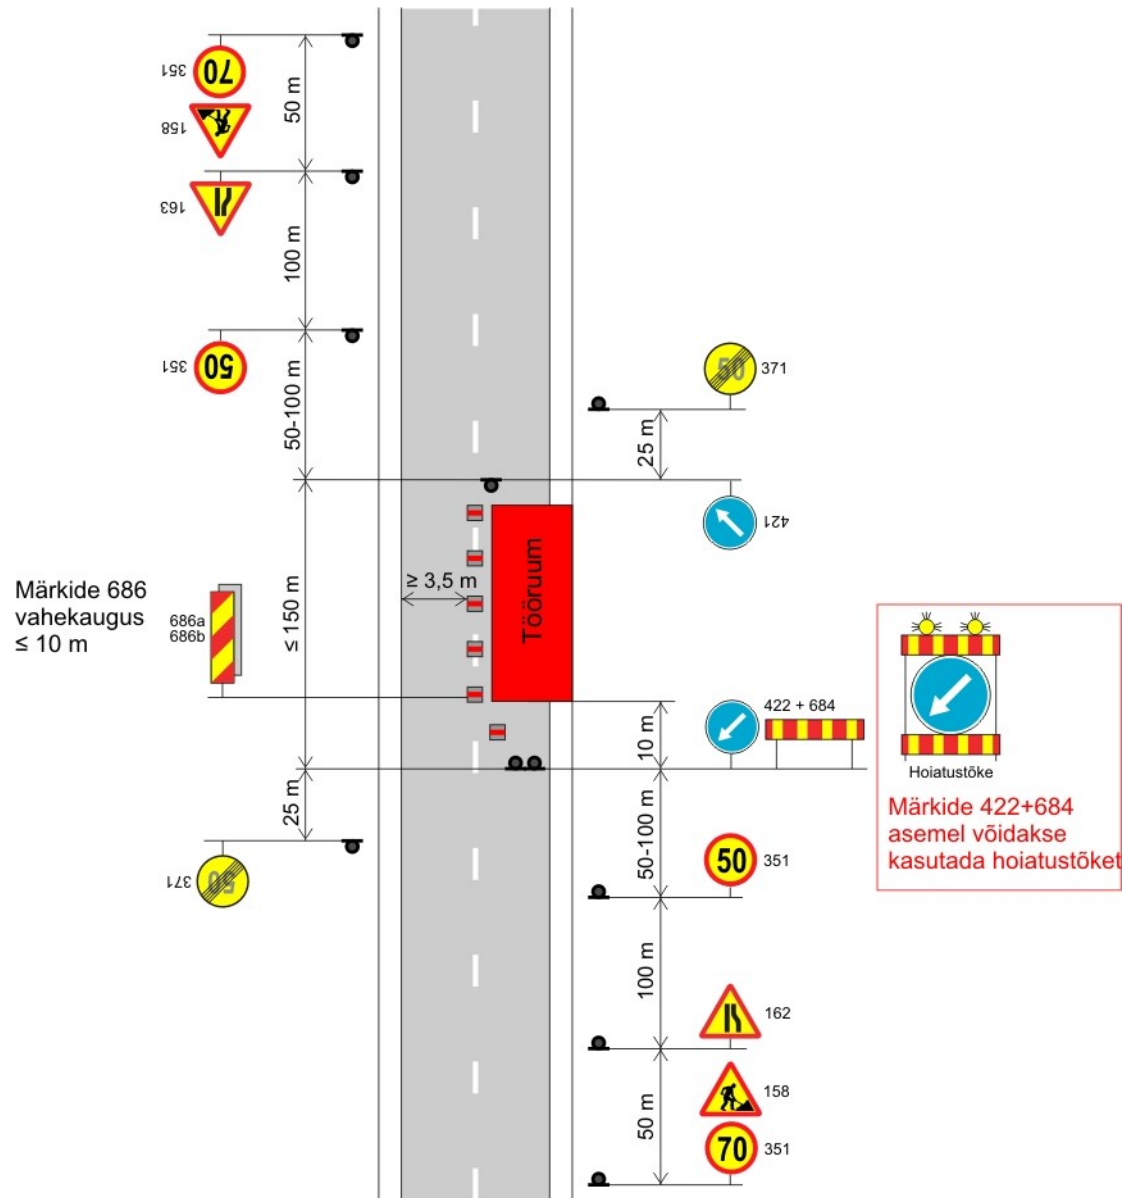 70
351
50 m
158
163
100 m
50
351
50-100 m
50
371
25 m
421
≥ 3,5 m
Tööruum
≤ 150 m
Märkide 686
vahekaugus
≤ 10 m
686a
686b
422 + 684
10 m
Hoiatustõke
Märkide 422+684
asemel võidakse
kasutada hoiatustõket
25 m
50
371
50-100 m
50
351
100 m
162
158
50 m
70
351